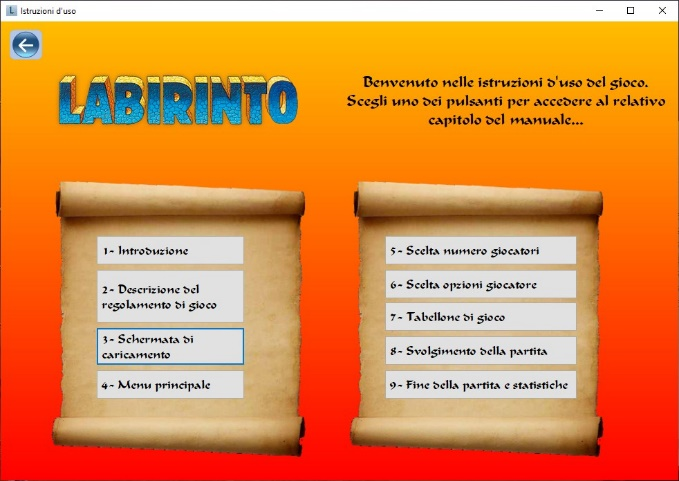 Istruzioni d'uso
LABIRINTO
Benvenuto nelle istruzioni d'uso del gioco.
Scegli uno dei pulsanti per accedere al relativo
capitolo del manuale...
1- Introduzione
2- Descrizione del
regolamento di gioco
3- Schermata di
caricamento
4- Menu principale
5- Scelta numero giocatori
6- Scelta opzioni giocatore
7- Tabellone di gioco
8- Svolgimento della partita
9- Fine della partita e statistiche